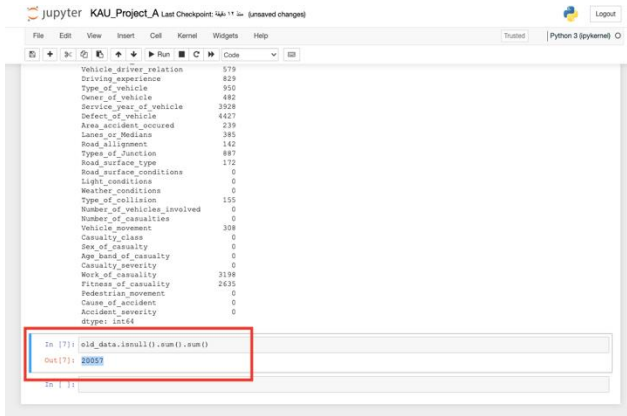 jupyter KAU_Project_A Last Checkpoint: منذ ١٢ دقيقة (unsaved changes)
Logout
File Edit View Insert Cell Kernel Widgets Help
Trusted Python 3 (ipykernel)
Run Code
Vehicle_driver_relation 579
Driving_experience 829
Type_of_vehicle 950
Owner_of_vehicle 482
Service_year_of_vehicle 3928
Defect_of_vehicle 4427
Area_accident_occured 239
Lanes_or_Medians 385
Road_allignment 142
Types_of_Junction 887
Road_surface_type 172
Road_surface_conditions 0
Light_conditions 0
Weather_conditions 0
Type_of_collision 155
Number_of_vehicles_involved 0
Number_of_casualties 0
Vehicle_movement 308
Casualty_class 0
Sex_of_casualty 0
Age_band_of_casualty 0
Casualty_severity 0
Work_of_casuality 3198
Fitness_of_casuality 2635
Pedestrian_movement 0
Cause_of_accident 0
Accident_severity 0
dtype: int64
In [7]: old_data.isnull().sum().sum()
Out[7]: 20057
In [ ]: